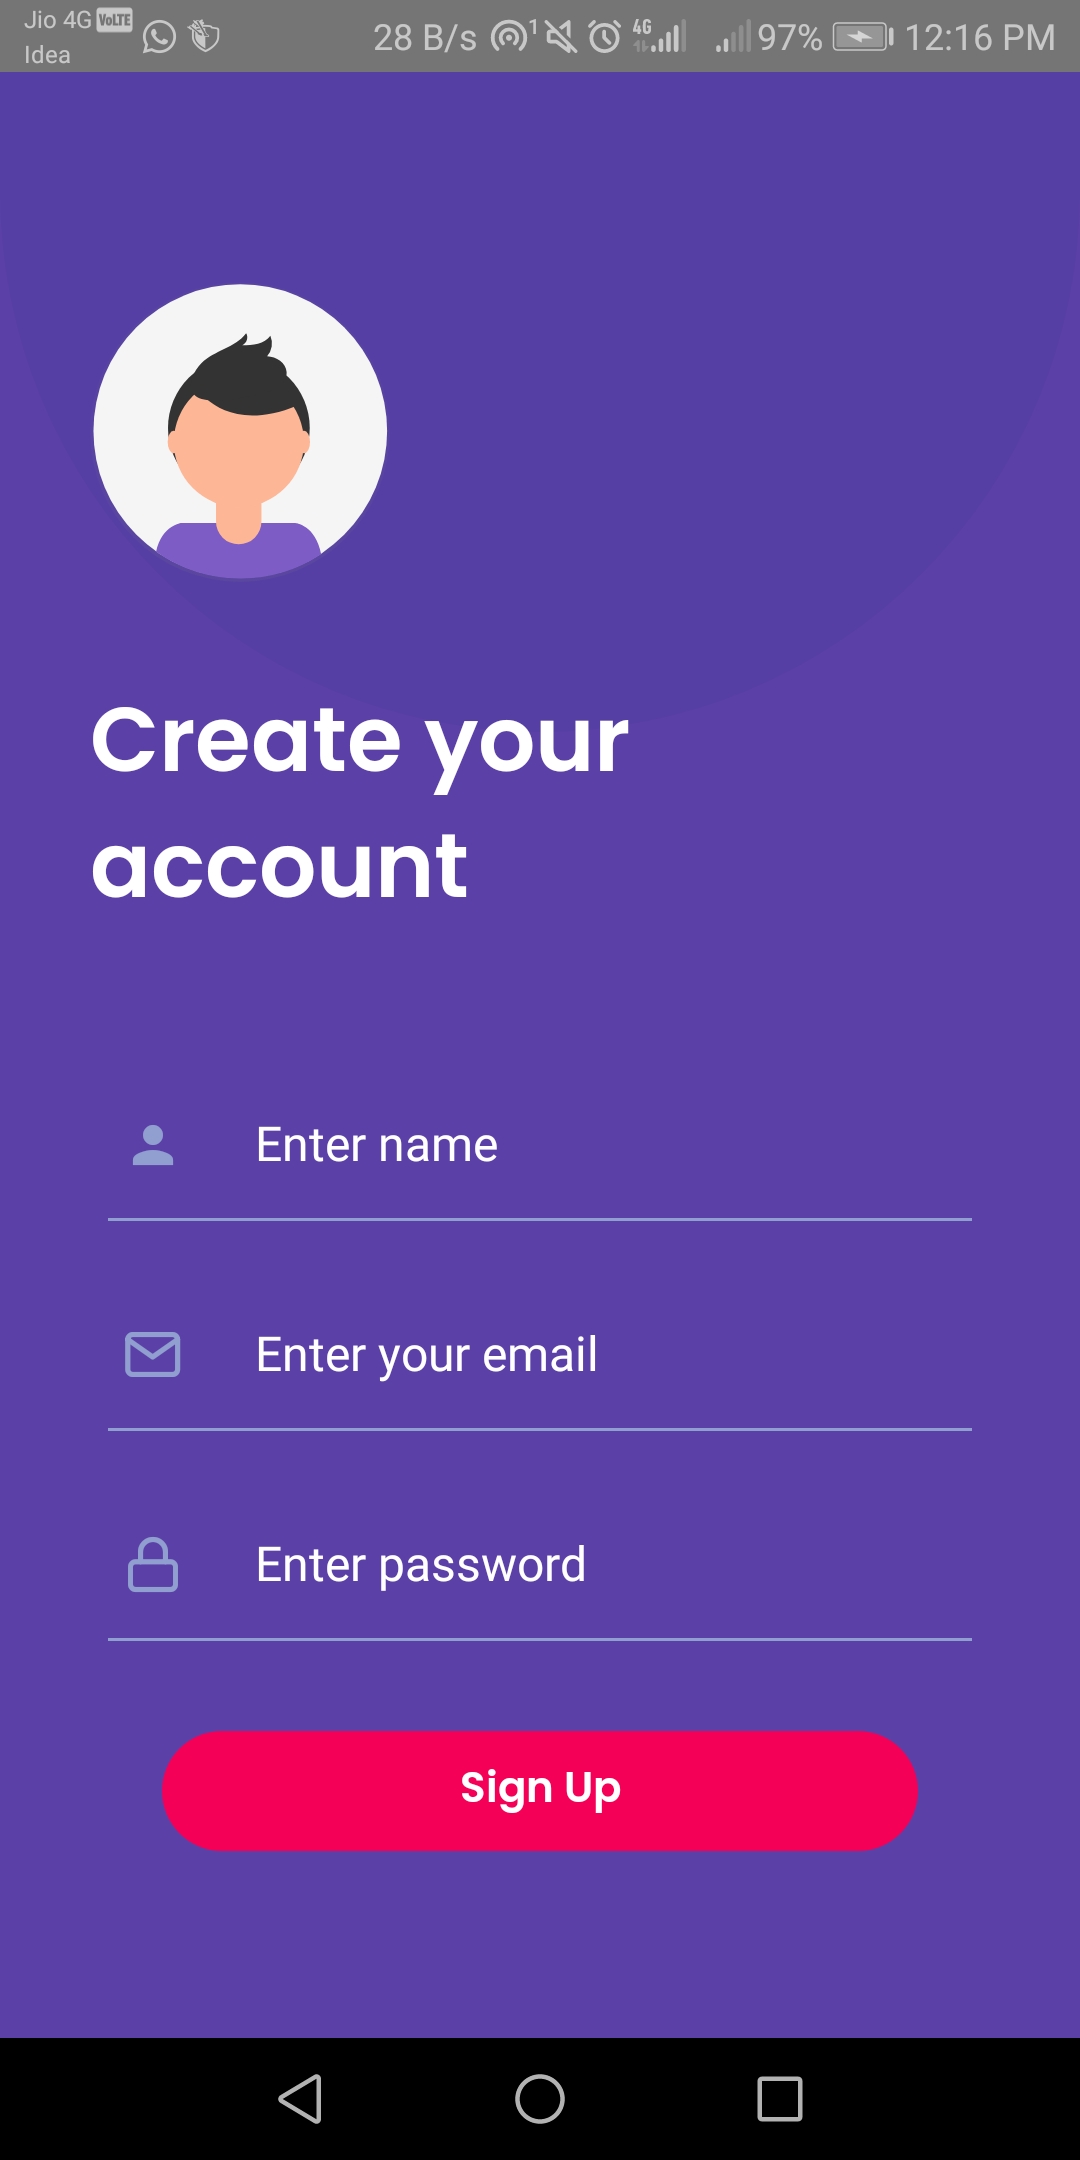 Jio 4G VoLTE
Idea
28 B/s 1 4G 97% 12:16 PM
Create your
account
Enter name
Enter your email
Enter password
Sign Up